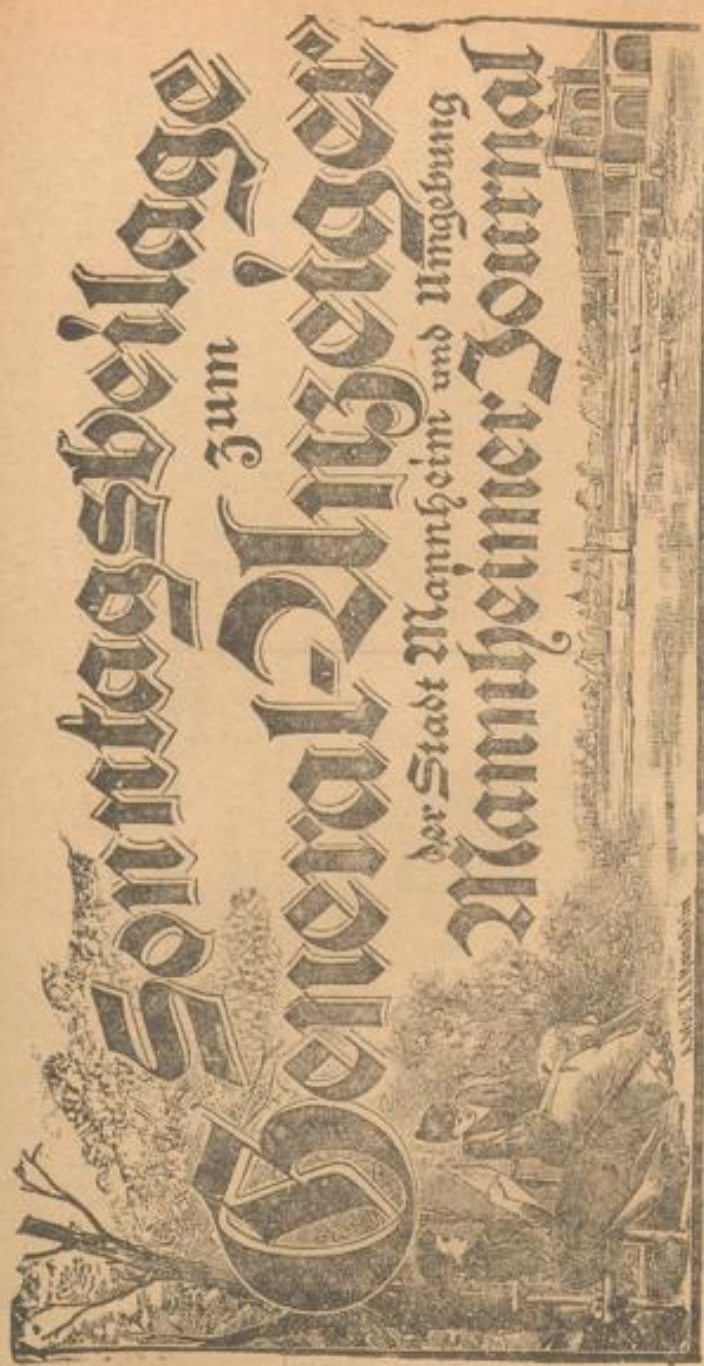 Sonntagsbeilage
zum
General-Anzeiger
der Stadt Mannheim und Umgebung
Mannheimer Journal